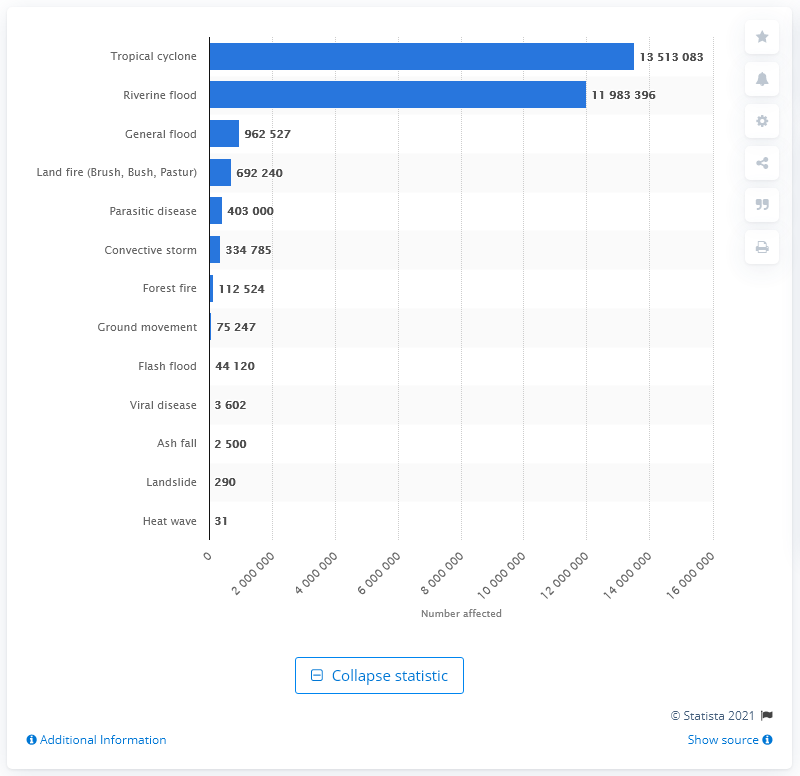 Tropical cyclone 13 513 083
Riverine flood 11 983 396
General flood 962 527
Land fire (Brush, Bush, Pastur) 692 240
Parasitic disease 403 000
Convective storm 334 785
Forest fire 112 524
Ground movement 75 247
Flash flood 44 120
Viral disease 3 602
Ash fall 2 500
Landslide 290
Heat wave 31
0 2 000 000 4 000 000 6 000 000 8 000 000 10 000 000 12 000 000 14 000 000 16 000 000
Number affected
Collapse statistic
© Statista 2021
Additional Information Show source